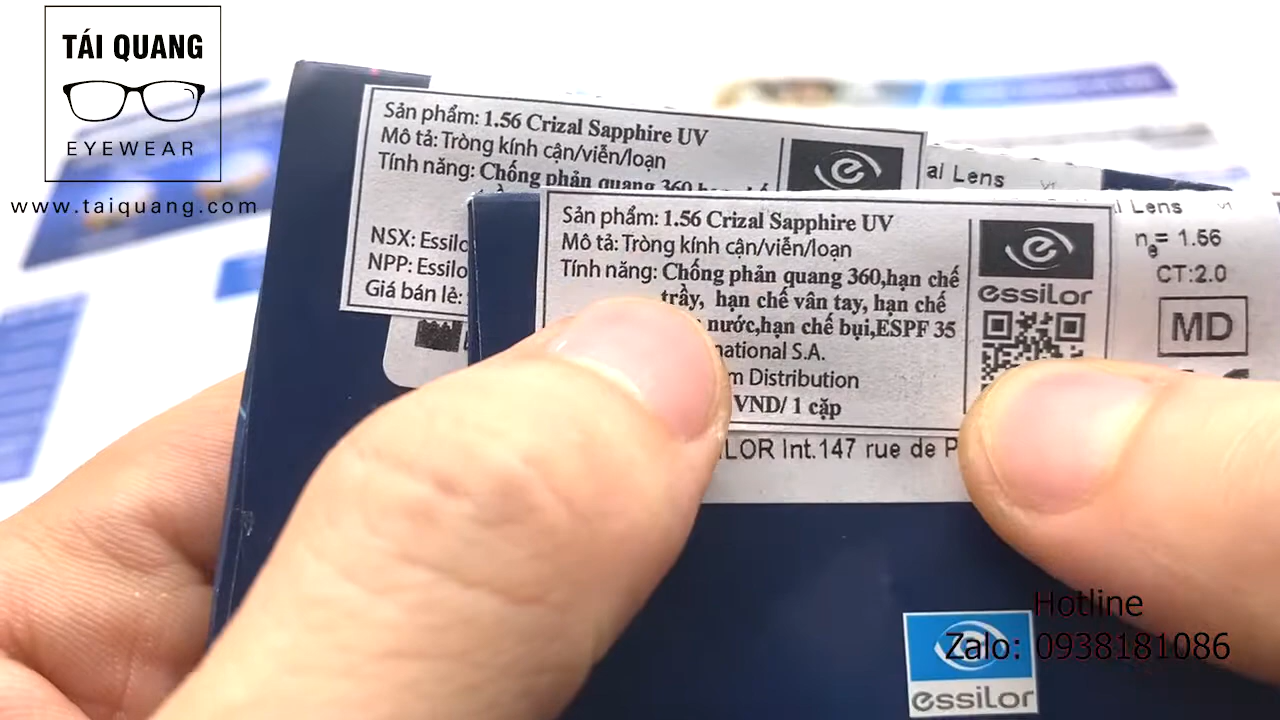 TÁI QUANG
EYEWEAR
www.taiquang.com
Sản phẩm: 1.56 Crizal Sapphire UV
Mô tả: Tròng kính cận/viễn/loạn
Tính năng: Chống phản quang 360,hạn chế
NSX: Essilo
NPP: Essilo
Giá bán lẻ:
al Lens
Sản phẩm: 1.56 Crizal Sapphire UV
Mô tả: Tròng kính cận/viễn/loạn
Tính năng: Chống phản quang 360,hạn chế
trầy, hạn chế vân tay, hạn chế
nước,hạn chế bụi,ESPF 35
national S.A.
m Distribution
VND/ 1 cặp
essilor
l Lens
ne= 1.56
CT:2.0
MD
LOR Int.147 rue de P
Hotline
Zalo: 0938181086
essilor